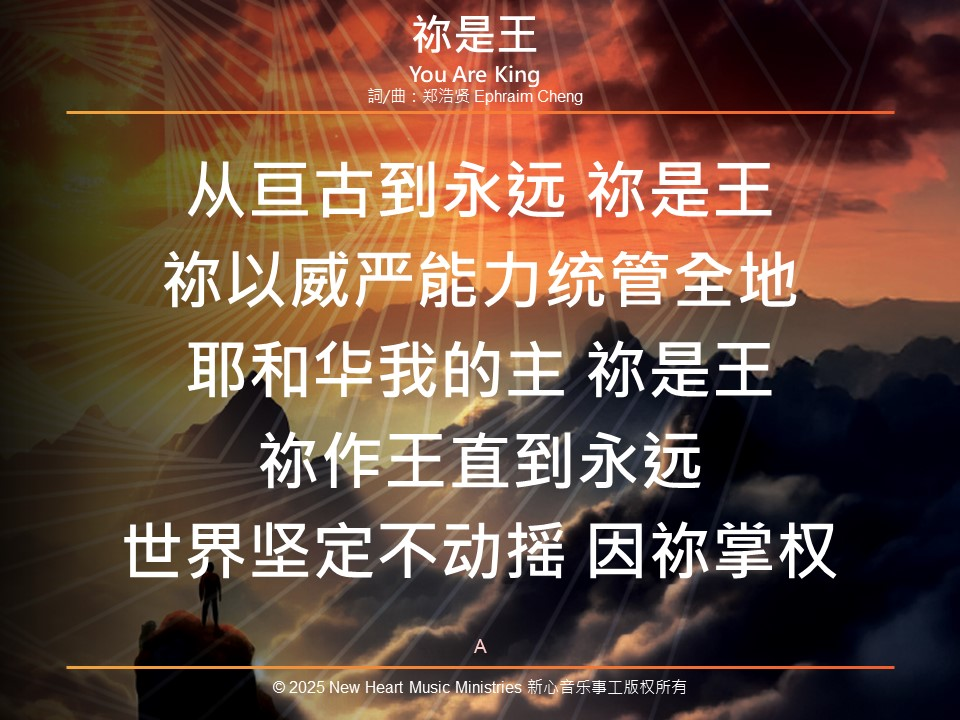 祢是王
You Are King
詞/曲：郑浩贤 Ephraim Cheng
从亘古到永远 祢是王
祢以威严能力统管全地
耶和华我的主 祢是王
祢作王直到永远
世界坚定不动摇 因祢掌权
A
© 2025 New Heart Music Ministries 新心音乐事工版权所有